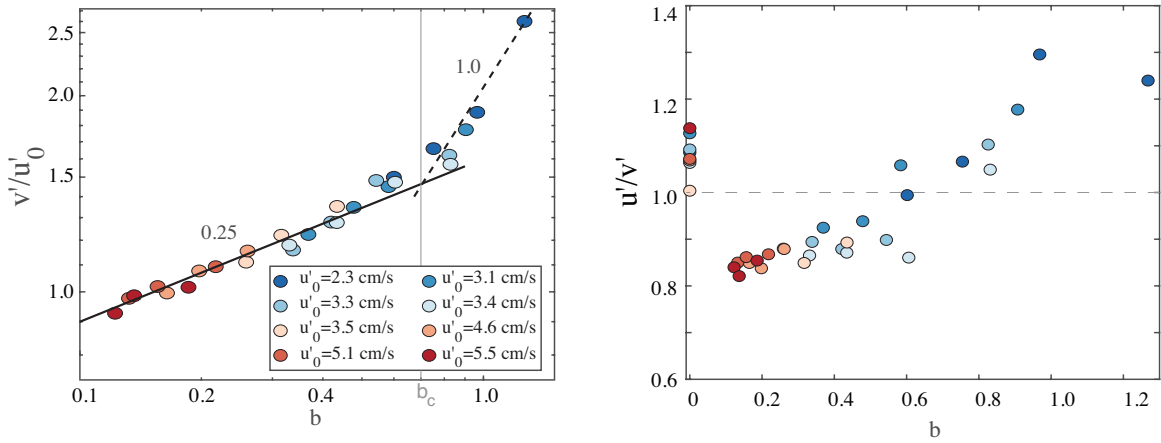 v'/u'0
2.5
2.0
1.5
1.0
1.0
0.25
u'0=2.3 cm/s
u'0=3.1 cm/s
u'0=3.3 cm/s
u'0=3.4 cm/s
u'0=3.5 cm/s
u'0=4.6 cm/s
u'0=5.1 cm/s
u'0=5.5 cm/s
0.1
0.2
0.4
bc
1.0
b
u'/v'
1.4
1.2
1.0
0.8
0.6
0
0.2
0.4
0.6
0.8
1.0
1.2
b